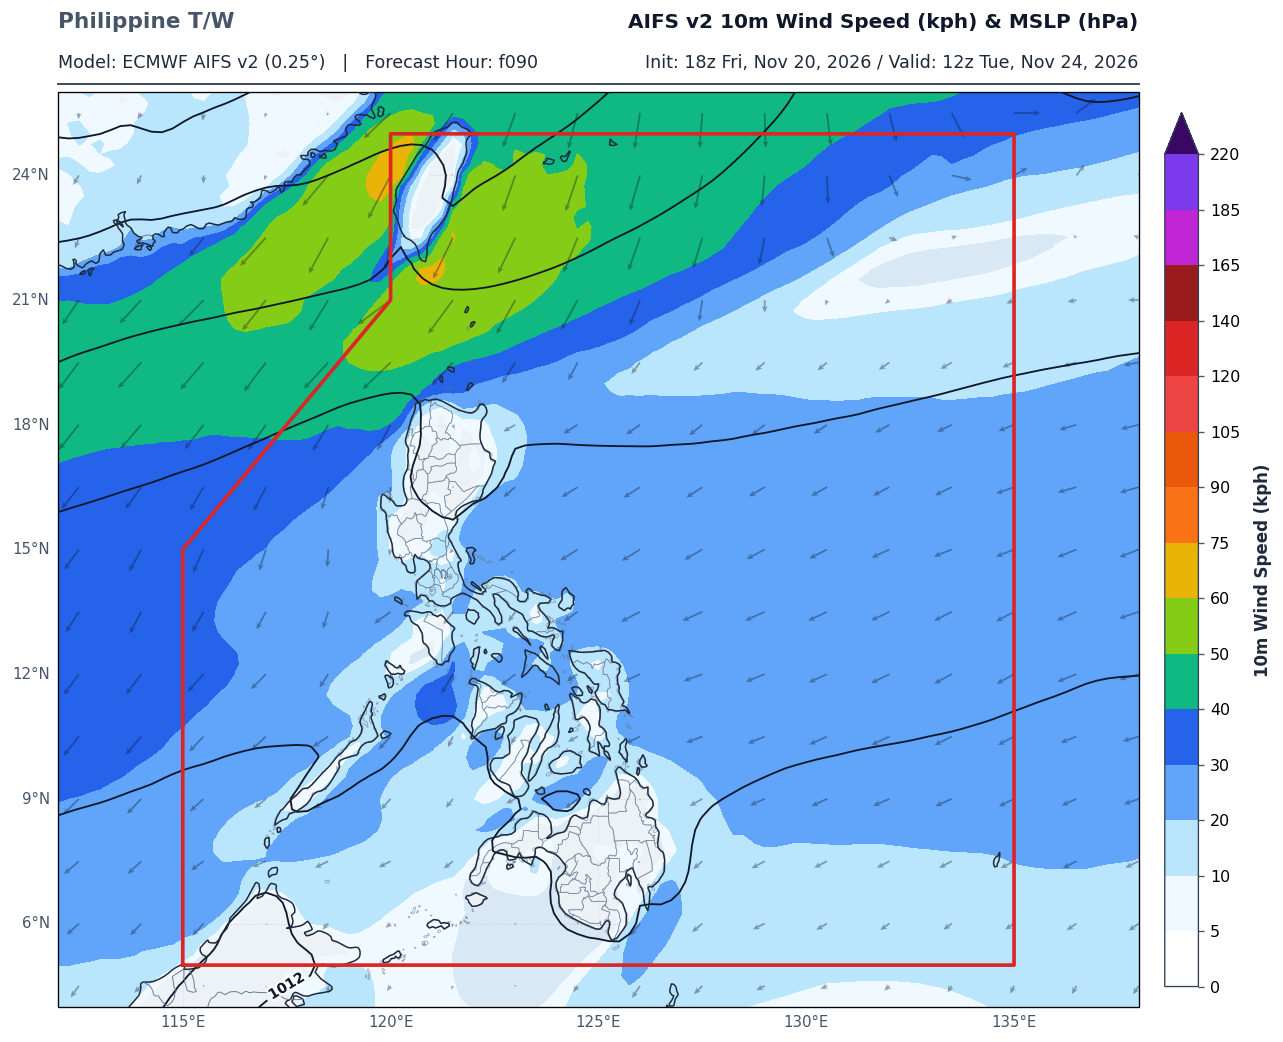 Philippine T/W
AIFS v2 10m Wind Speed (kph) & MSLP (hPa)
Model: ECMWF AIFS v2 (0.25°) | Forecast Hour: f090
Init: 18z Fri, Nov 20, 2026 / Valid: 12z Tue, Nov 24, 2026
24°N
21°N
18°N
15°N
12°N
9°N
6°N
1012
115°E
120°E
125°E
130°E
135°E
220
185
165
140
120
105
90
75
60
50
40
30
20
10
5
0
10m Wind Speed (kph)